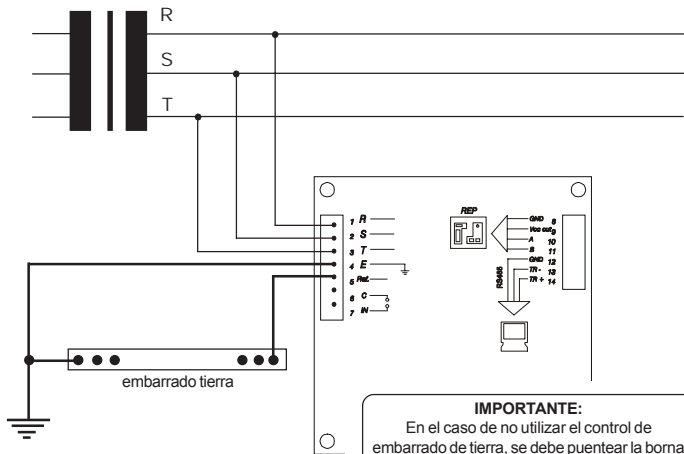 R
S
T
1 R
2 S
3 T
4 E
5 Ref.
6 C
7 IN
REP
GND 8
Vcc out 9
A 10
B 11
GND 12
TR - 13
TR + 14
RS485
embarrado tierra
IMPORTANTE:
En el caso de no utilizar el control de
embarrado de tierra, se debe puentear la borna